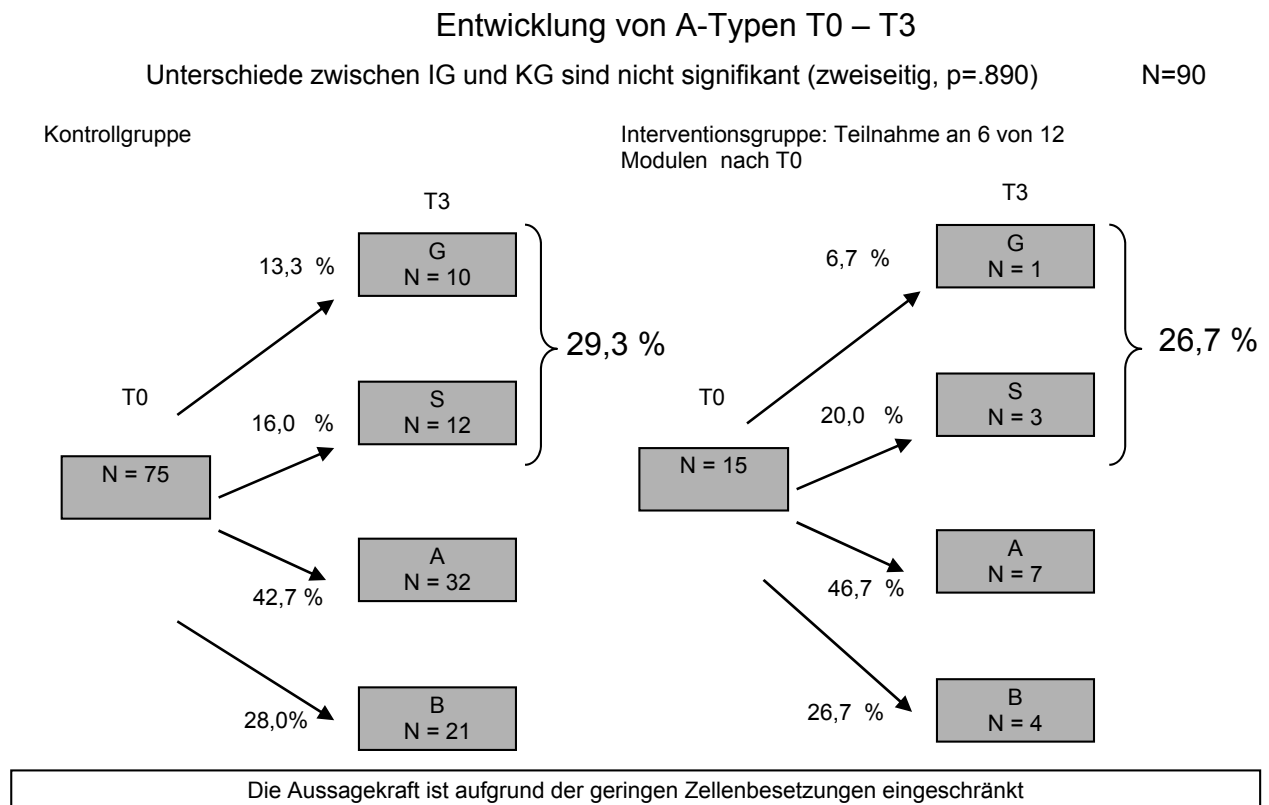 Entwicklung von A-Typen T0 – T3
Unterschiede zwischen IG und KG sind nicht signifikant (zweiseitig, p=.890) N=90
Kontrollgruppe
T3
13,3 %
G
N = 10
29,3 %
T0
16,0 %
S
N = 12
N = 75
42,7 %
A
N = 32
28,0%
B
N = 21
Interventionsgruppe: Teilnahme an 6 von 12
Modulen nach T0
T3
6,7 %
G
N = 1
26,7 %
T0
20,0 %
S
N = 3
N = 15
46,7 %
A
N = 7
26,7 %
B
N = 4
Die Aussagekraft ist aufgrund der geringen Zellenbesetzungen eingeschränkt